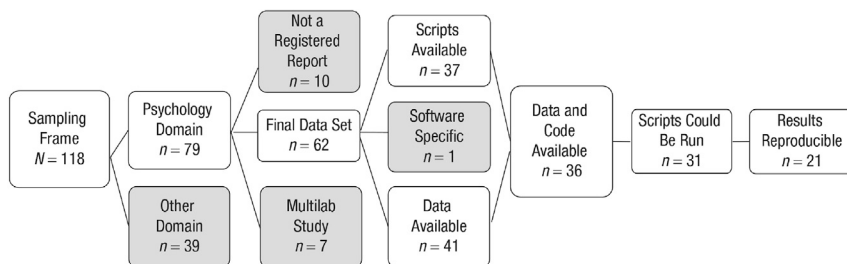 Sampling
Frame
N = 118
Psychology
Domain
n = 79
Other
Domain
n = 39
Not a
Registered
Report
n = 10
Final Data Set
n = 62
Multilab
Study
n = 7
Scripts
Available
n = 37
Software
Specific
n = 1
Data
Available
n = 41
Data and
Code
Available
n = 36
Scripts Could
Be Run
n = 31
Results
Reproducible
n = 21